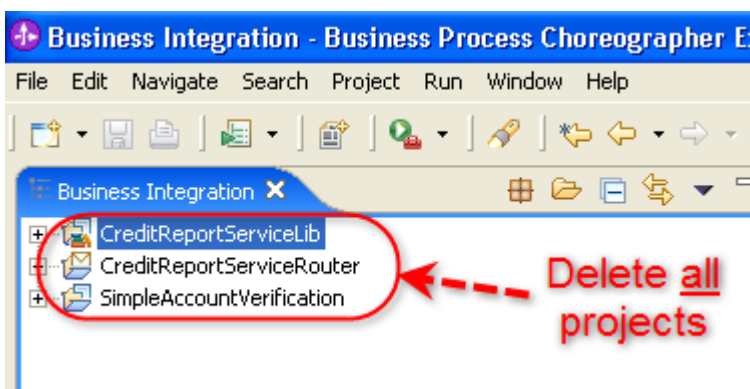 Business Integration - Business Process Choreographer E
File Edit Navigate Search Project Run Window Help
Business Integration
CreditReportServiceLib
CreditReportServiceRouter
SimpleAccountVerification
Delete all
projects